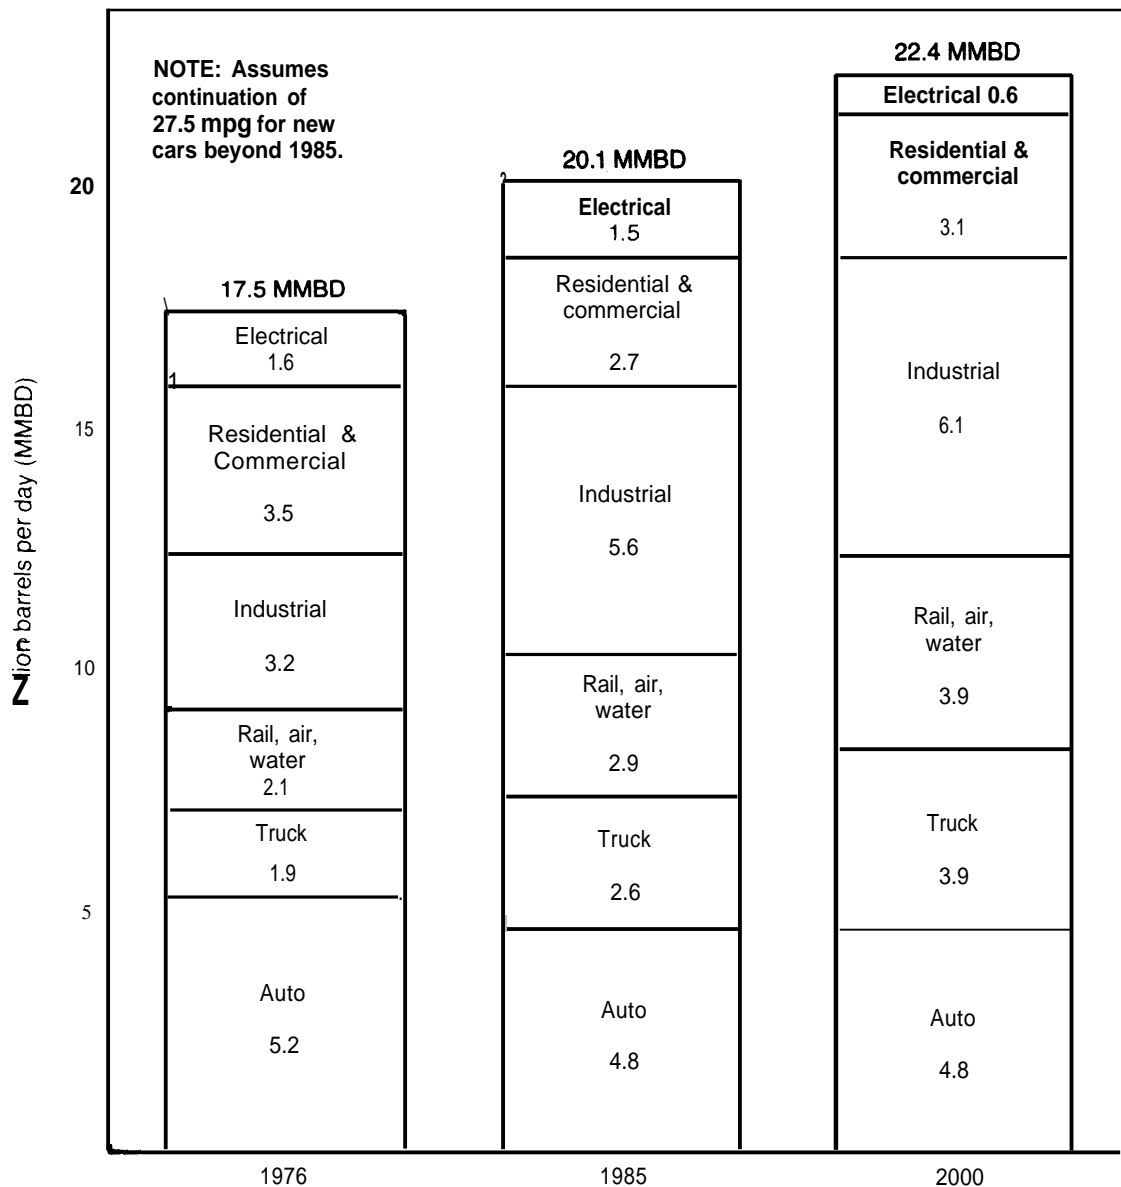 NOTE: Assumes
continuation of
27.5 mpg for new
cars beyond 1985.
lion barrels per day (MMBD)
20
15
10
5
17.5 MMBD
Electrical
1.6
Residential &
Commercial
3.5
Industrial
3.2
Rail, air,
water
2.1
Truck
1.9
Auto
5.2
1976
20.1 MMBD
Electrical
1.5
Residential &
commercial
2.7
Industrial
5.6
Rail, air,
water
2.9
Truck
2.6
Auto
4.8
1985
22.4 MMBD
Electrical 0.6
Residential &
commercial
3.1
Industrial
6.1
Rail, air,
water
3.9
Truck
3.9
Auto
4.8
2000